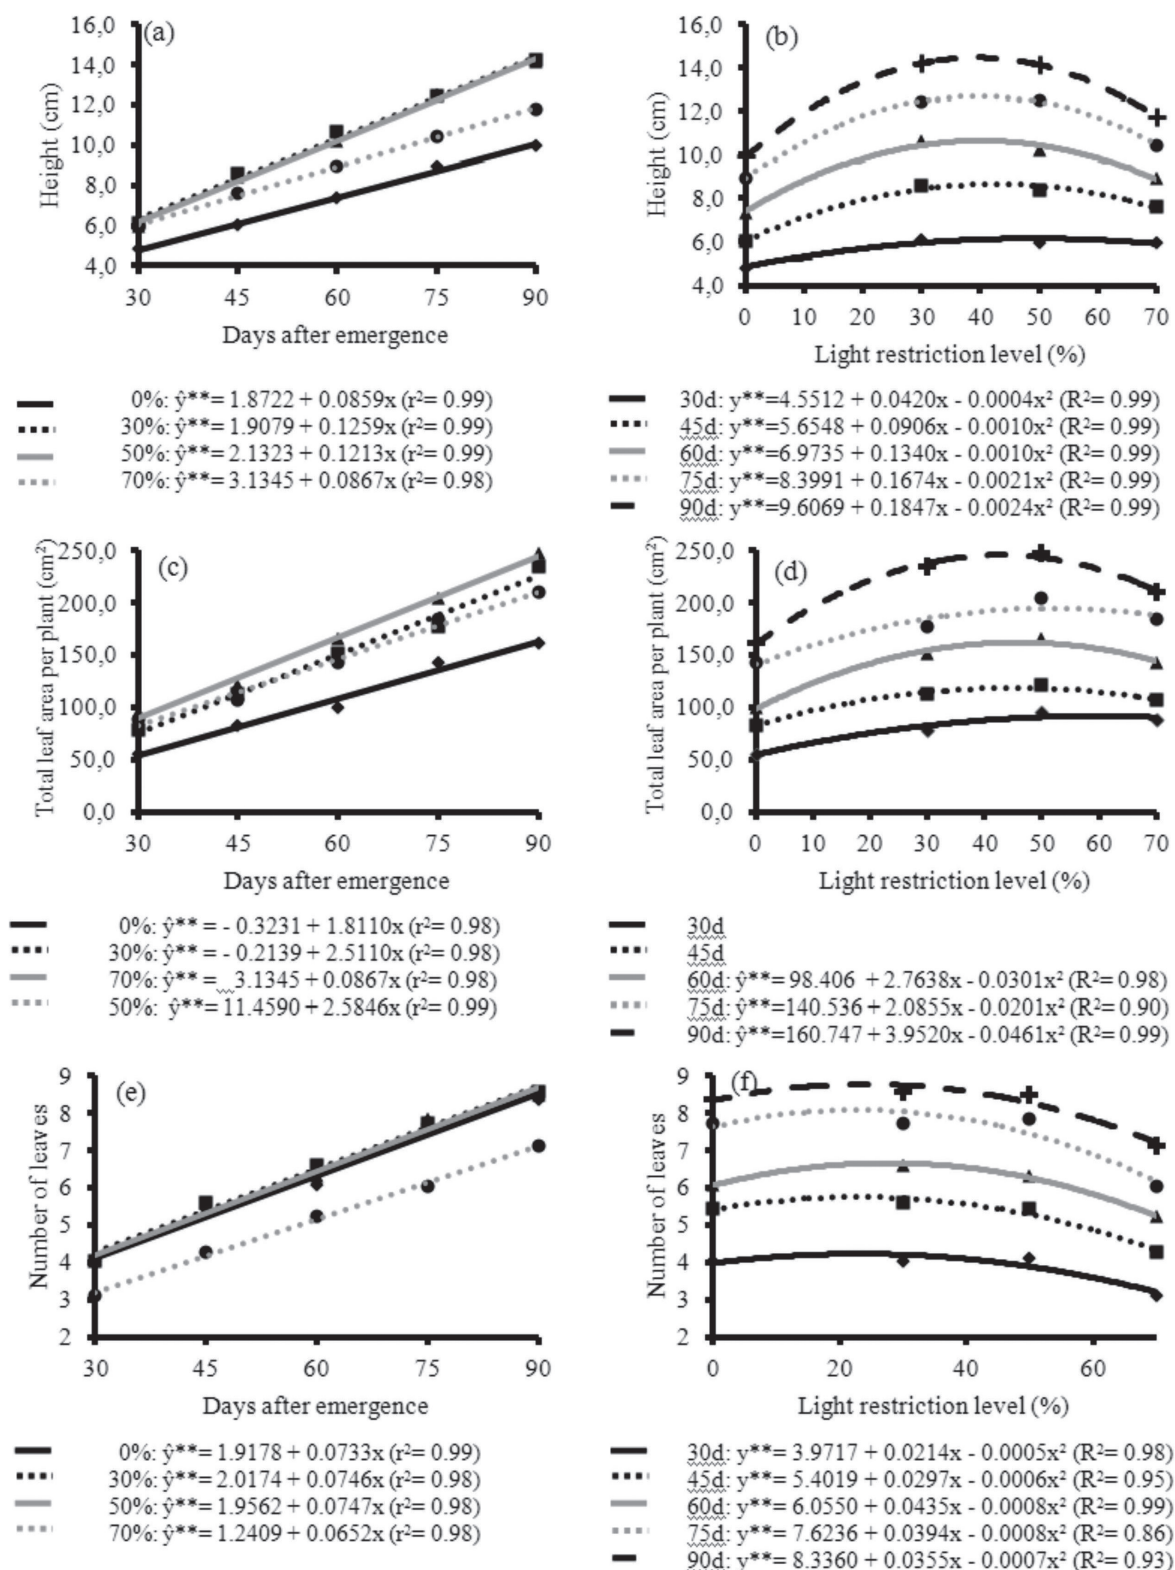 (a)
16,0
14,0
12,0
10,0
8,0
6,0
4,0
Height (cm)
30 45 60 75 90
Days after emergence
0%: ŷ**= 1.8722 + 0.0859x (r²= 0.99)
30%: ŷ**= 1.9079 + 0.1259x (r²= 0.99)
50%: ŷ**= 2.1323 + 0.1213x (r²= 0.99)
70%: ŷ**= 3.1345 + 0.0867x (r²= 0.98)
(b)
16,0
14,0
12,0
10,0
8,0
6,0
4,0
Height (cm)
0 10 20 30 40 50 60 70
Light restriction level (%)
30d: y**=4.5512 + 0.0420x - 0.0004x² (R²= 0.99)
45d: y**=5.6548 + 0.0906x - 0.0010x² (R²= 0.99)
60d: y**=6.9735 + 0.1340x - 0.0010x² (R²= 0.99)
75d: y**=8.3991 + 0.1674x - 0.0021x² (R²= 0.99)
90d: y**=9.6069 + 0.1847x - 0.0024x² (R²= 0.99)
(c)
250,0
200,0
150,0
100,0
50,0
0,0
Total leaf area per plant (cm²)
30 45 60 75 90
Days after emergence
0%: ŷ** = - 0.3231 + 1.8110x (r²= 0.98)
30%: ŷ** = - 0.2139 + 2.5110x (r²= 0.98)
70%: ŷ** = 3.1345 + 0.0867x (r²= 0.98)
50%: ŷ** = 11.4590 + 2.5846x (r²= 0.99)
(d)
250,0
200,0
150,0
100,0
50,0
0,0
Total leaf area per plant (cm²)
0 10 20 30 40 50 60 70
Light restriction level (%)
30d
45d
60d: ŷ**= 98.406 + 2.7638x - 0.0301x² (R²= 0.98)
75d: ŷ**= 140.536 + 2.0855x - 0.0201x² (R²= 0.90)
90d: ŷ**= 160.747 + 3.9520x - 0.0461x² (R²= 0.99)
(e)
9
8
7
6
5
4
3
2
Number of leaves
30 45 60 75 90
Days after emergence
0%: ŷ**= 1.9178 + 0.0733x (r²= 0.99)
30%: ŷ**= 2.0174 + 0.0746x (r²= 0.98)
50%: ŷ**= 1.9562 + 0.0747x (r²= 0.98)
70%: ŷ**= 1.2409 + 0.0652x (r²= 0.98)
(f)
9
8
7
6
5
4
3
2
Number of leaves
0 20 40 60
Light restriction level (%)
30d: y**= 3.9717 + 0.0214x - 0.0005x² (R²= 0.98)
45d: y**= 5.4019 + 0.0297x - 0.0006x² (R²= 0.95)
60d: y**= 6.0550 + 0.0435x - 0.0008x² (R²= 0.99)
75d: y**= 7.6236 + 0.0394x - 0.0008x² (R²= 0.86)
90d: y**= 8.3360 + 0.0355x - 0.0007x² (R²= 0.93)